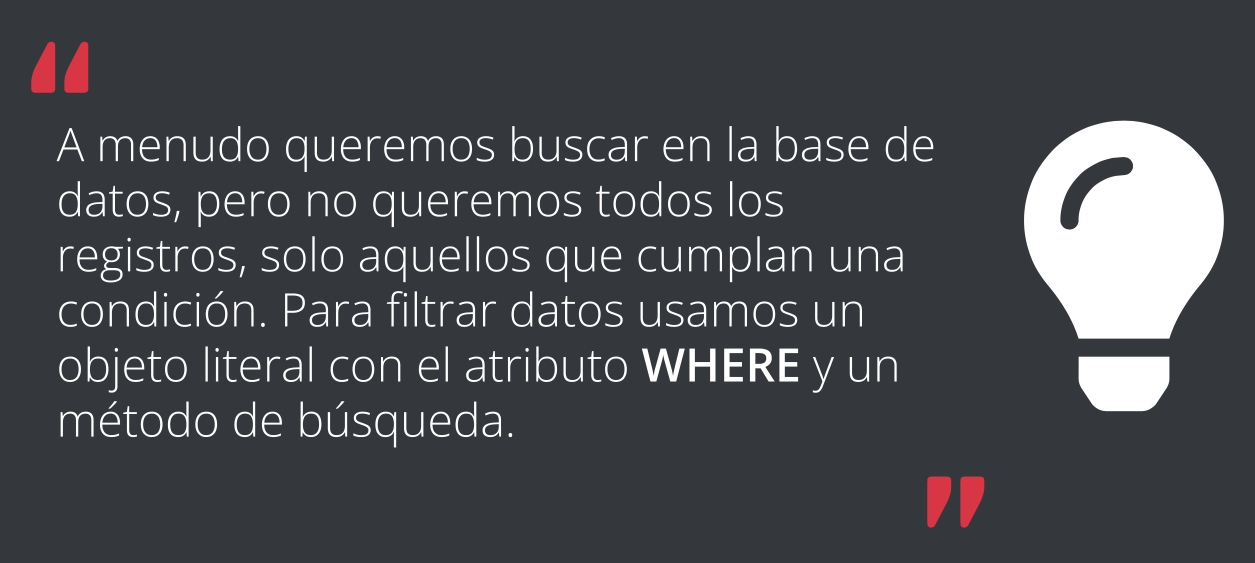 “
A menudo queremos buscar en la base de
datos, pero no queremos todos los
registros, solo aquellos que cumplan una
condición. Para filtrar datos usamos un
objeto literal con el atributo WHERE y un
método de búsqueda.
”